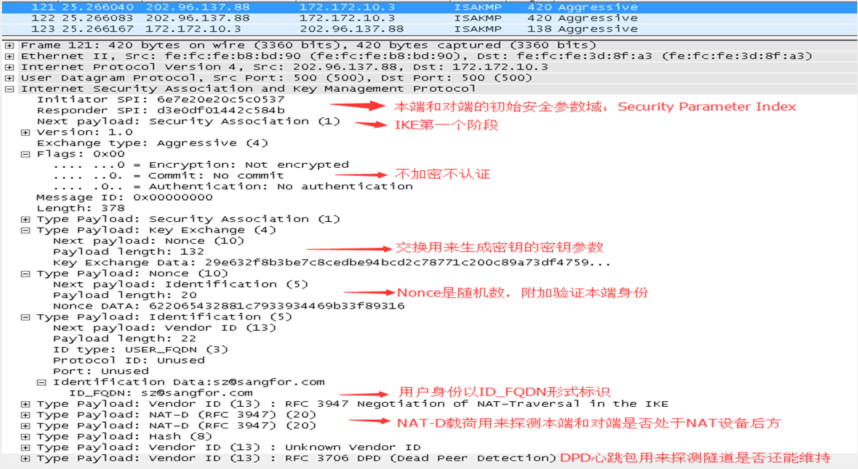 121 25.266040 202.96.137.88 172.172.10.3 ISAKMP 420 Aggressive
122 25.266083 202.96.137.88 172.172.10.3 ISAKMP 420 Aggressive
123 25.266167 172.172.10.3 202.96.137.88 ISAKMP 138 Aggressive
Frame 121: 420 bytes on wire (3360 bits), 420 bytes captured (3360 bits)
Ethernet II, Src: fe:fc:fe:b8:bd:90 (fe:fc:fe:b8:bd:90), Dst: fe:fc:fe:3d:8f:a3 (fe:fc:fe:3d:8f:a3)
Internet Protocol Version 4, Src: 202.96.137.88, Dst: 172.172.10.3
User Datagram Protocol, Src Port: 500 (500), Dst Port: 500 (500)
Internet Security Association and Key Management Protocol
Initiator SPI: 6e7e20e20c5c0537
Responder SPI: d3e0df01442c584b 本端和对端的初始安全参数域：Security Parameter Index
Next payload: Security Association (1) IKE第一个阶段
Version: 1.0
Exchange type: Aggressive (4)
Flags: 0x00
.... ...0 = Encryption: Not encrypted
.... ..0. = Commit: No commit 不加密不认证
.... .0.. = Authentication: No authentication
Message ID: 0x00000000
Length: 378
Type Payload: Security Association (1)
Type Payload: Key Exchange (4)
Next payload: Nonce (10)
Payload length: 132 交换用来生成密钥的密钥参数
Key Exchange Data: 29e632f8b3be7c8cedbe94bcd2c78771c200c89a73df4759...
Type Payload: Nonce (10)
Next payload: Identification (5)
Payload length: 20 Nonce是随机数，附加验证本端身份
Nonce DATA: 622065432881c7933934469b33f89316
Type Payload: Identification (5)
Next payload: Vendor ID (13)
Payload length: 22
ID type: USER_FQDN (3)
Protocol ID: Unused
Port: Unused
Identification Data:sz@sangfor.com
ID_FQDN: sz@sangfor.com 用户身份以ID_FQDN形式标识
Type Payload: Vendor ID (13) : RFC 3947 Negotiation of NAT-Traversal in the IKE
Type Payload: NAT-D (RFC 3947) (20)
Type Payload: NAT-D (RFC 3947) (20) NAT-D载荷用来探测本端和对端是否处于NAT设备后方
Type Payload: Hash (8)
Type Payload: Vendor ID (13) : Unknown Vendor ID
Type Payload: Vendor ID (13) : RFC 3706 DPD (Dead Peer Detection) DPD心跳包用来探测隧道是否还能维持